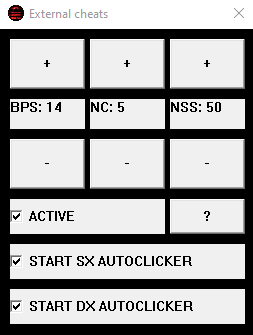 External cheats
+ + +
BPS: 14 NC: 5 NSS: 50
- - -
ACTIVE ?
START SX AUTOCLICKER
START DX AUTOCLICKER